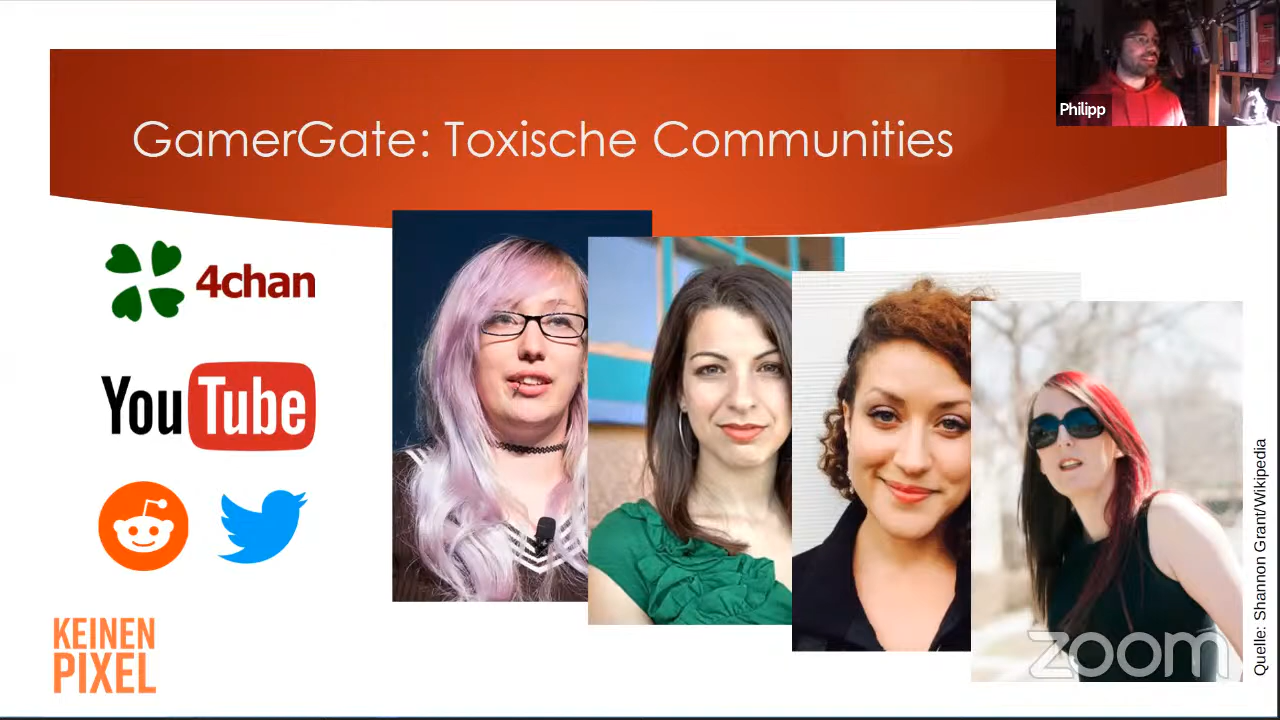 GamerGate: Toxische Communities
Philipp
4chan
YouTube
KEINEN
PIXEL
Quelle: Shannon Grant/Wikipedia
zoom